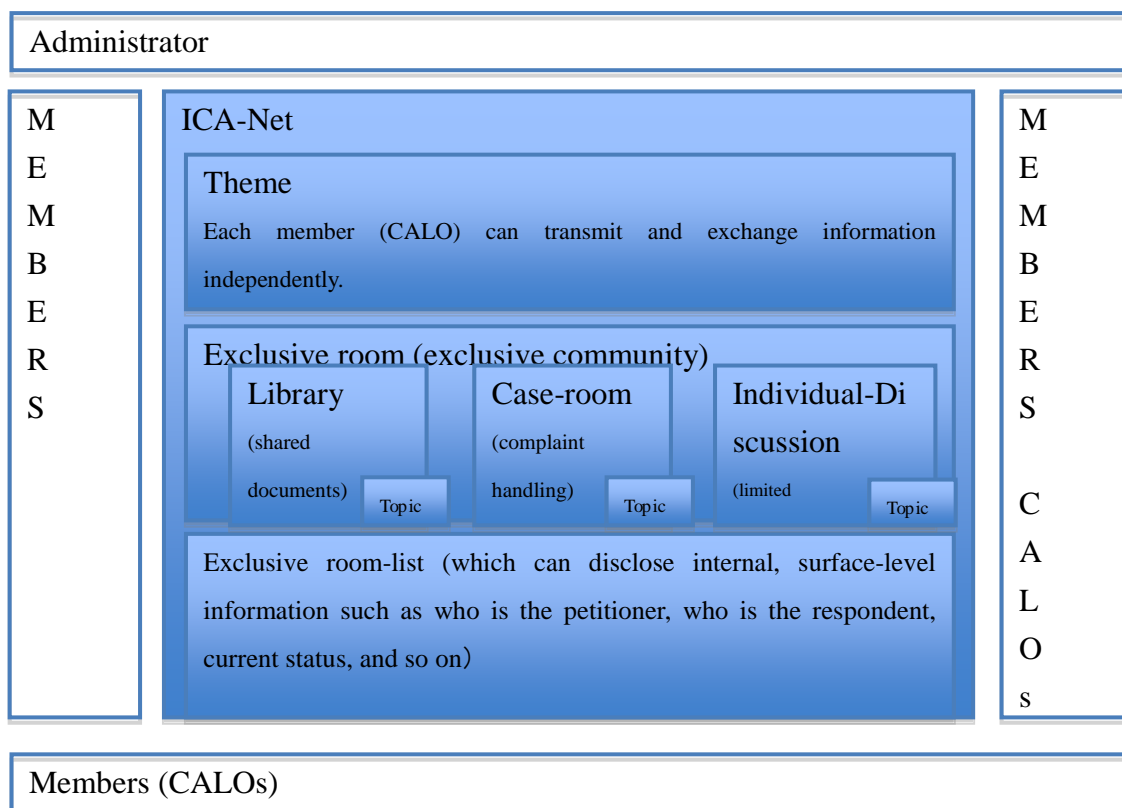 Administrator
M
E
M
B
E
R
S
ICA-Net
Theme
Each member (CALO) can transmit and exchange information
independently.
Exclusive room (exclusive community)
Library
(shared
documents)
Topic
Case-room
(complaint
handling)
Topic
Individual-Di
scussion
(limited
Topic
Exclusive room-list (which can disclose internal, surface-level
information such as who is the petitioner, who is the respondent,
current status, and so on）
M
E
M
B
E
R
S
C
A
L
O
s
Members (CALOs)